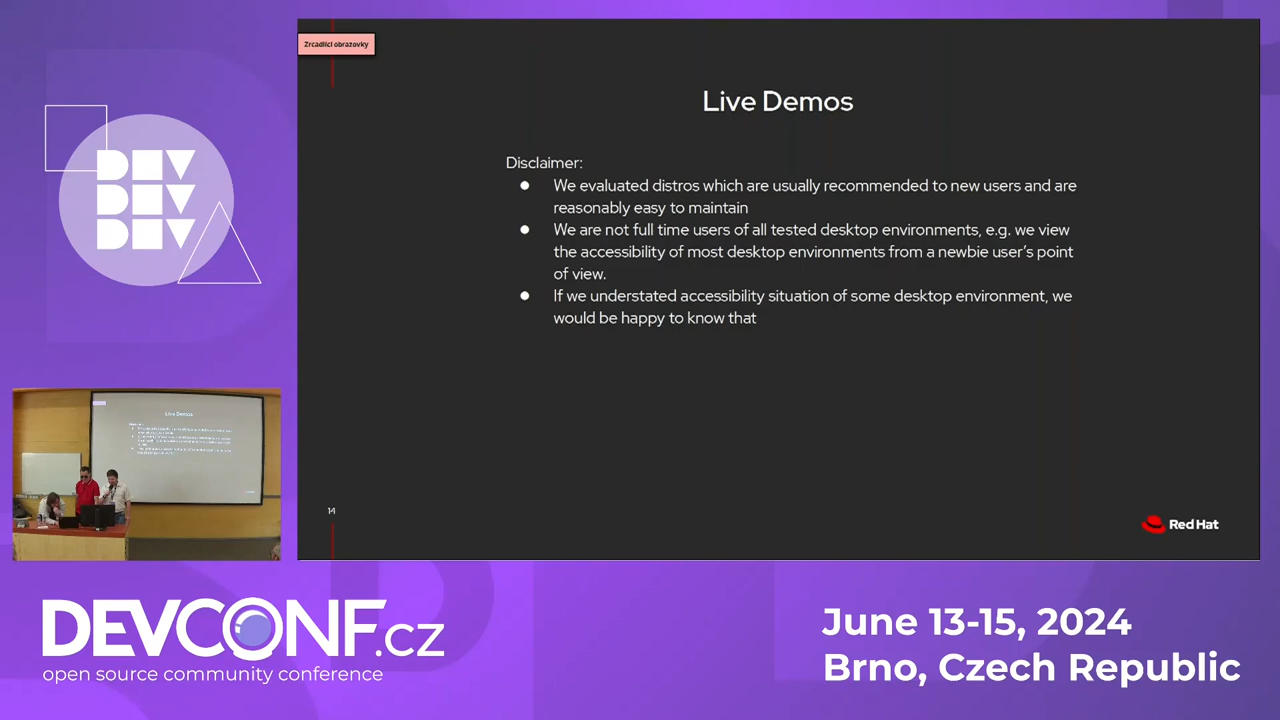 Zrcadlící obrazovky
Live Demos
Disclaimer:
● We evaluated distros which are usually recommended to new users and are
reasonably easy to maintain
● We are not full time users of all tested desktop environments, e.g. we view
the accessibility of most desktop environments from a newbie user's point
of view.
● If we understated accessibility situation of some desktop environment, we
would be happy to know that
14
Red Hat
DEV
DEV
DEV
Live Demos
DEVCONF.cz
open source community conference
June 13-15, 2024
Brno, Czech Republic